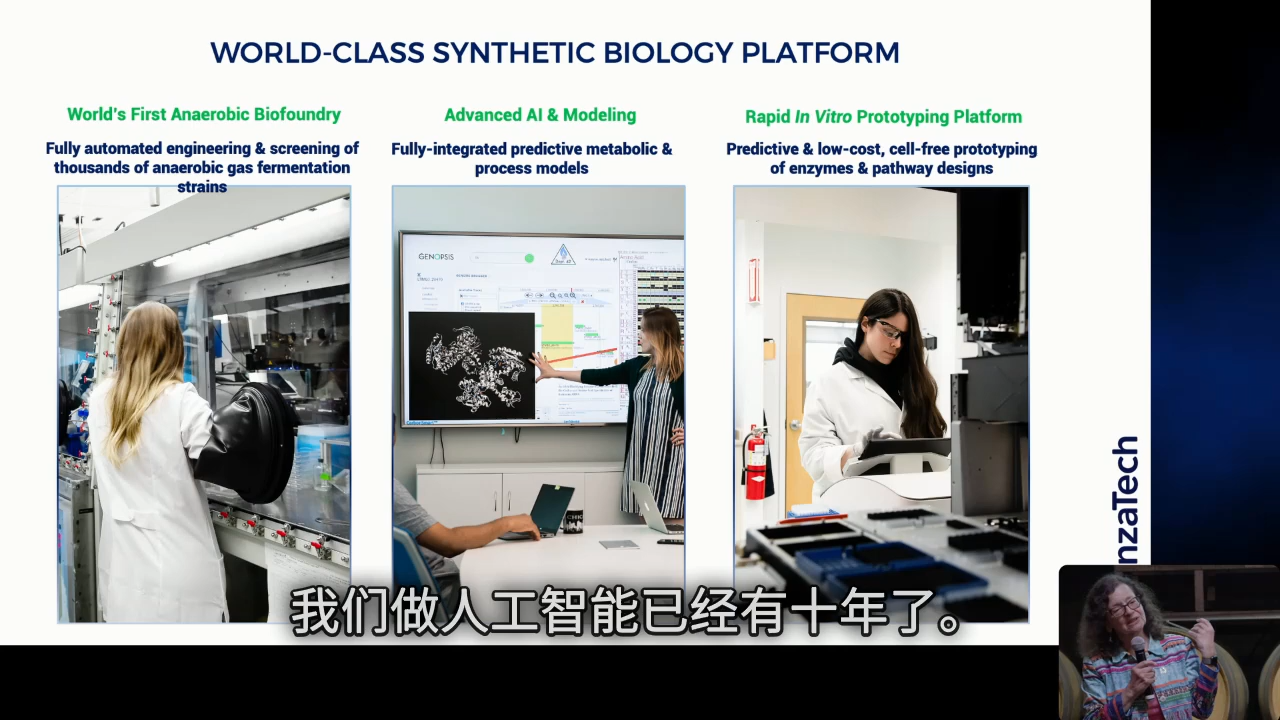 WORLD-CLASS SYNTHETIC BIOLOGY PLATFORM
World's First Anaerobic Biofoundry
Fully automated engineering & screening of
thousands of anaerobic gas fermentation
strains
Advanced AI & Modeling
Fully-integrated predictive metabolic &
process models
Rapid In Vitro Prototyping Platform
Predictive & low-cost, cell-free prototyping
of enzymes & pathway designs
GENOPSIS
nzaTech
我们做人工智能已经有十年了。